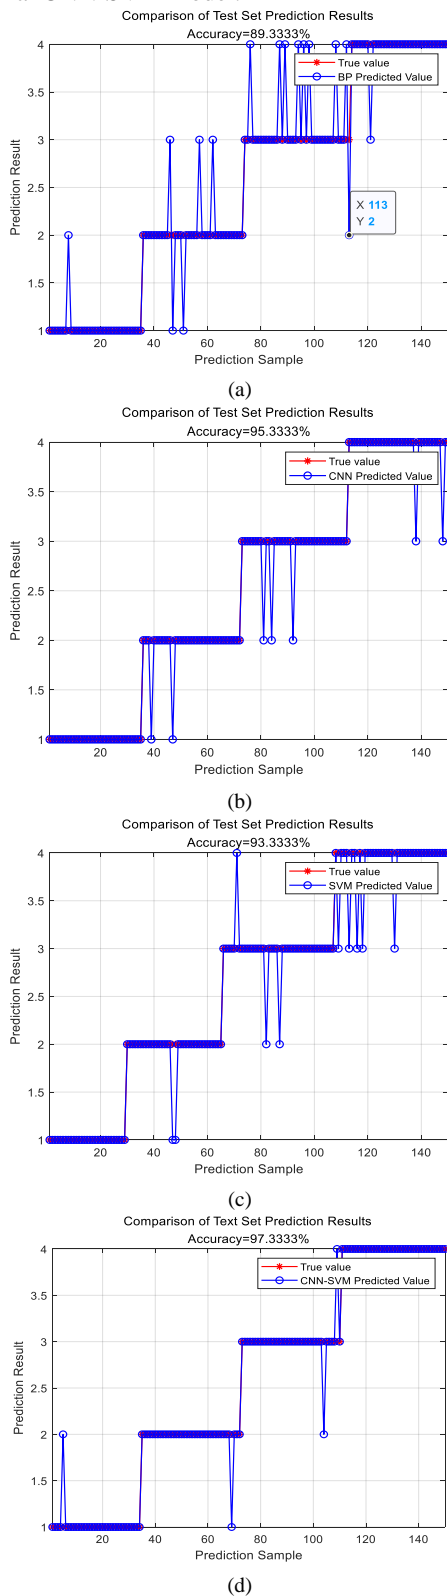 Comparison of Test Set Prediction Results
Accuracy=89.3333%
4
3.5
3
2.5
2
1.5
1
Prediction Result
True value
BP Predicted Value
X 113
Y 2
20 40 60 80 100 120 140
Prediction Sample
(a)
Comparison of Test Set Prediction Results
Accuracy=95.3333%
4
3.5
3
2.5
2
1.5
1
Prediction Result
True value
CNN Predicted Value
20 40 60 80 100 120 140
Prediction Sample
(b)
Comparison of Test Set Prediction Results
Accuracy=93.3333%
4
3.5
3
2.5
2
1.5
1
Prediction Result
True value
SVM Predicted Value
20 40 60 80 100 120 140
Prediction Sample
(c)
Comparison of Text Set Prediction Results
Accuracy=97.3333%
4
3.5
3
2.5
2
1.5
1
Prediction Result
True value
CNN-SVM Predicted Value
20 40 60 80 100 120 140
Prediction Sample
(d)